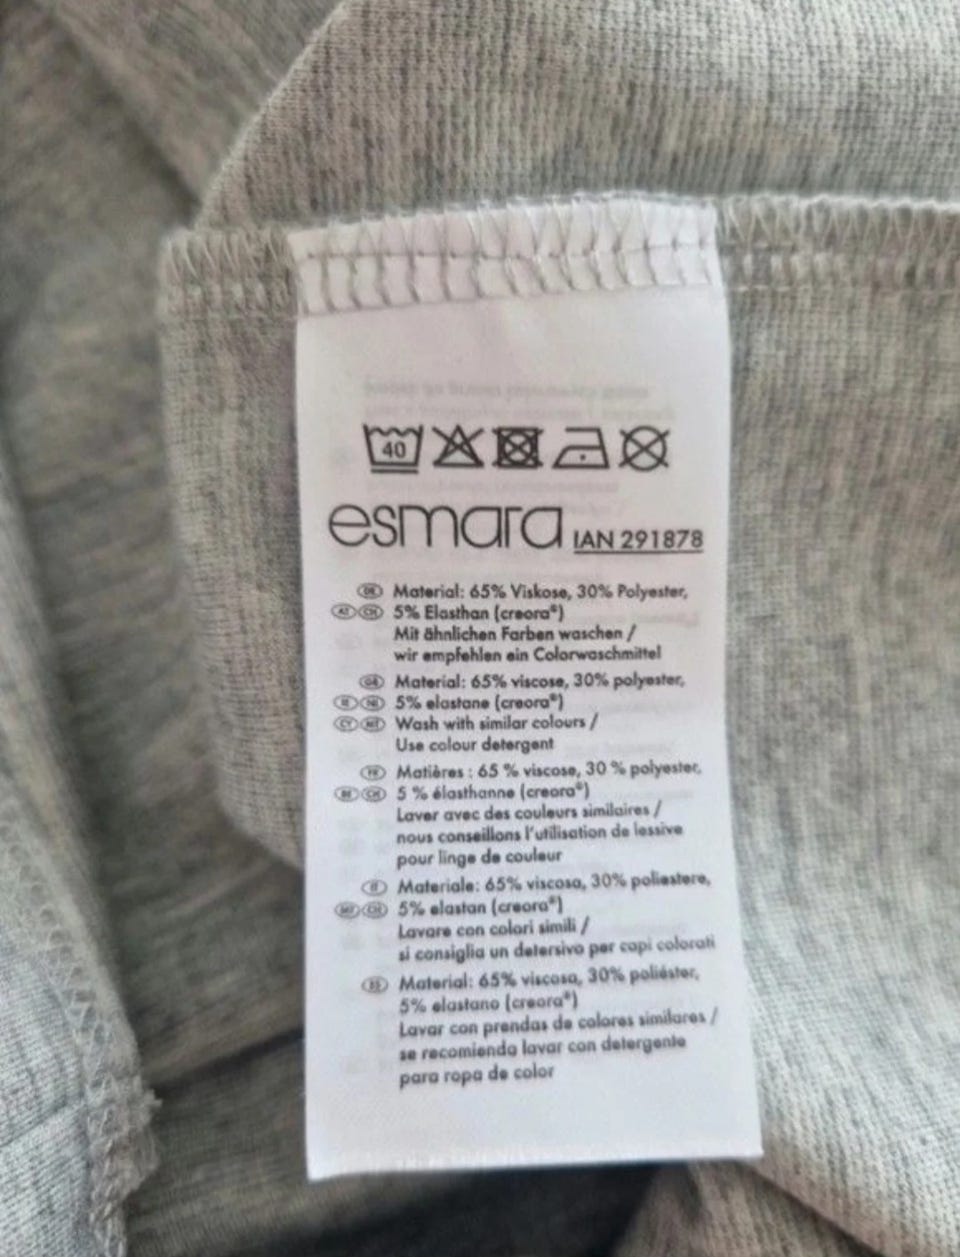 40
esmara IAN 291878
DE Material: 65% Viskose, 30% Polyester,
AT CH 5% Elasthan (creora®)
Mit ähnlichen Farben waschen /
wir empfehlen ein Colorwaschmittel
GB Material: 65% viscose, 30% polyester,
IE NI 5% elastane (creora®)
CY MT Wash with similar colours /
Use colour detergent
FR Matières : 65 % viscose, 30 % polyester,
BE CH 5 % élasthanne (creora®)
Laver avec des couleurs similaires /
nous conseillons l'utilisation de lessive
pour linge de couleur
IT Materiale: 65% viscosa, 30% poliestere,
MT CH 5% elastan (creora®)
Lavare con colori simili /
si consiglia un detersivo per capi colorati
ES Material: 65% viscosa, 30% poliéster,
5% elastano (creora®)
Lavar con prendas de colores similares /
se recomienda lavar con detergente
para ropa de color